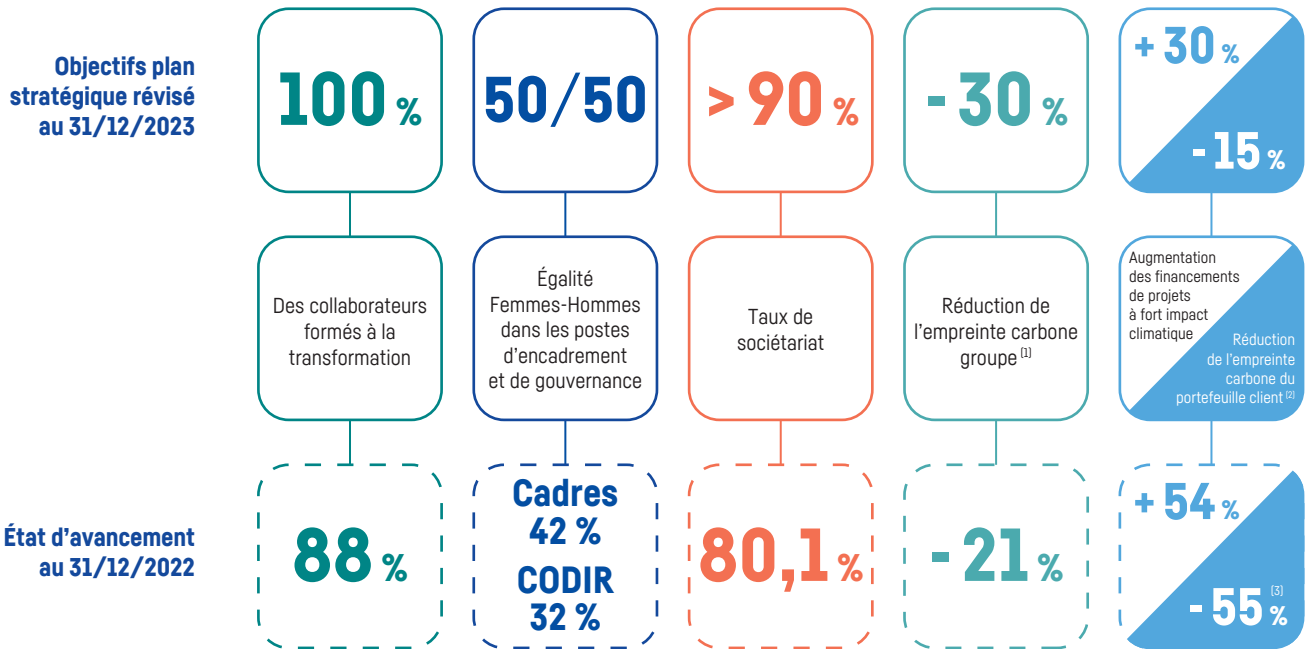 Objectifs plan
stratégique révisé
au 31/12/2023
100 %
50/50
> 90 %
- 30 %
+ 30 %
- 15 %
Des collaborateurs
formés à la
transformation
Égalité
Femmes-Hommes
dans les postes
d'encadrement
et de gouvernance
Taux de
sociétariat
Réduction de
l'empreinte carbone
groupe (1)
Augmentation
des financements
de projets
à fort impact
climatique
Réduction
de l'empreinte
carbone du
portefeuille client (2)
État d'avancement
au 31/12/2022
88 %
Cadres
42 %
CODIR
32 %
80,1 %
- 21 %
+ 54 %
- 55 % (3)